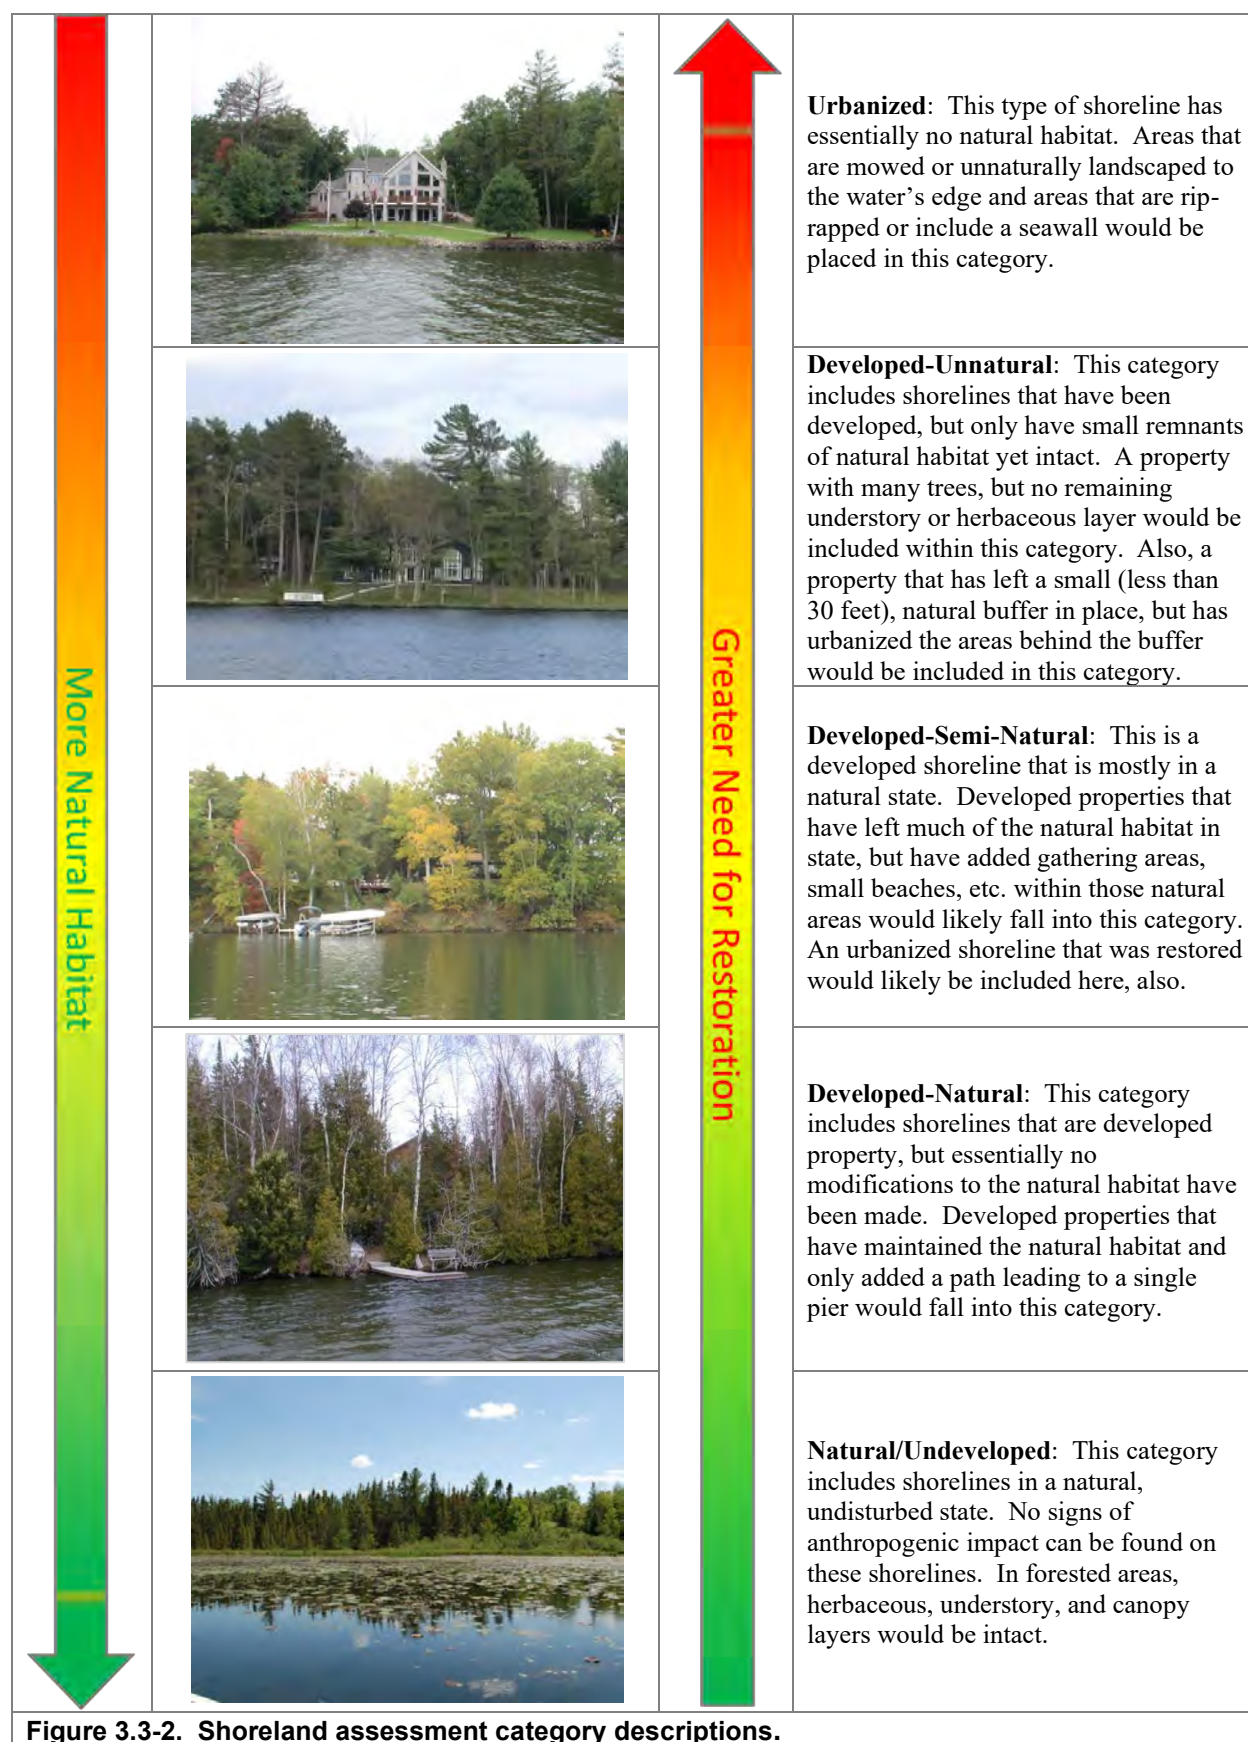 More Natural Habitat
Greater Need for Restoration
Urbanized: This type of shoreline has
essentially no natural habitat. Areas that
are mowed or unnaturally landscaped to
the water's edge and areas that are rip-
rapped or include a seawall would be
placed in this category.
Developed-Unnatural: This category
includes shorelines that have been
developed, but only have small remnants
of natural habitat yet intact. A property
with many trees, but no remaining
understory or herbaceous layer would be
included within this category. Also, a
property that has left a small (less than
30 feet), natural buffer in place, but has
urbanized the areas behind the buffer
would be included in this category.
Developed-Semi-Natural: This is a
developed shoreline that is mostly in a
natural state. Developed properties that
have left much of the natural habitat in
state, but have added gathering areas,
small beaches, etc. within those natural
areas would likely fall into this category.
An urbanized shoreline that was restored
would likely be included here, also.
Developed-Natural: This category
includes shorelines that are developed
property, but essentially no
modifications to the natural habitat have
been made. Developed properties that
have maintained the natural habitat and
only added a path leading to a single
pier would fall into this category.
Natural/Undeveloped: This category
includes shorelines in a natural,
undisturbed state. No signs of
anthropogenic impact can be found on
these shorelines. In forested areas,
herbaceous, understory, and canopy
layers would be intact.
Figure 3.3-2. Shoreland assessment category descriptions.